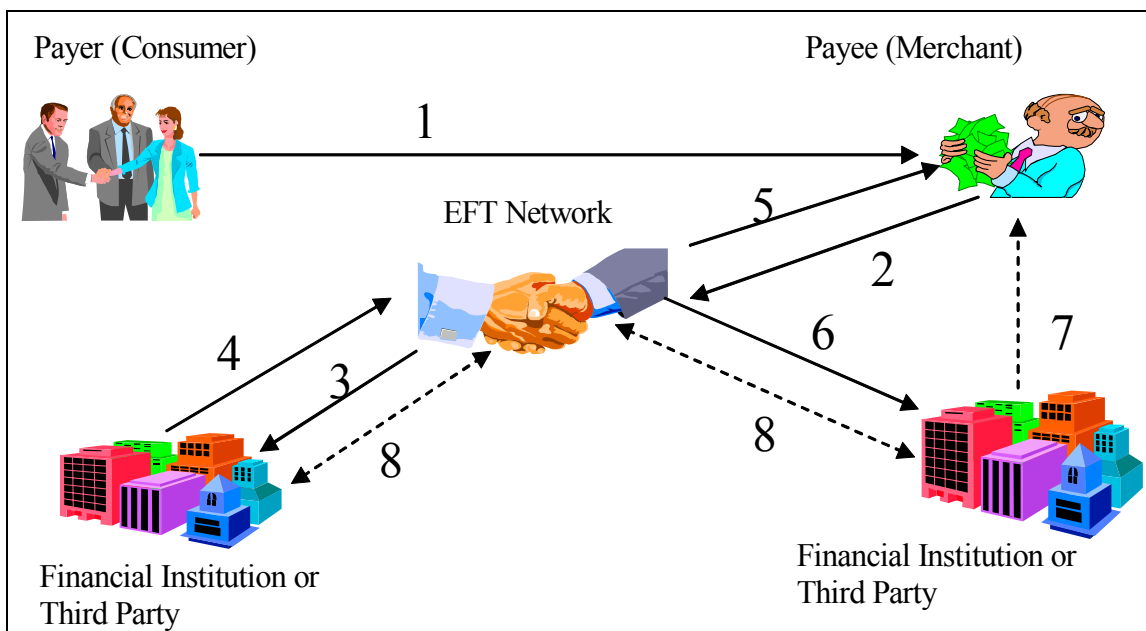 Payer (Consumer)
Payee (Merchant)
1
5
EFT Network
2
4
3
6
7
8
8
Financial Institution or
Third Party
Financial Institution or
Third Party